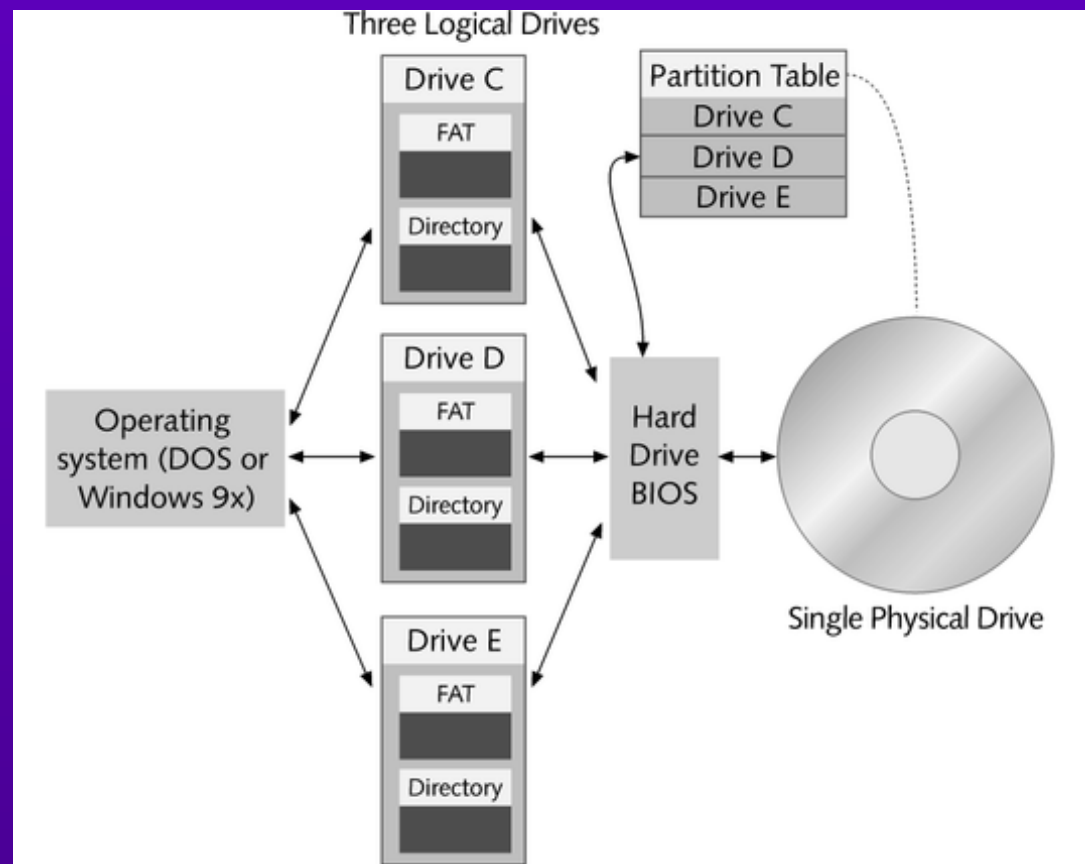 Three Logical Drives
Drive C
FAT
Directory
Partition Table
Drive C
Drive D
Drive E
Drive D
FAT
Directory
Operating
system (DOS or
Windows 9x)
Hard
Drive
BIOS
Single Physical Drive
Drive E
FAT
Directory